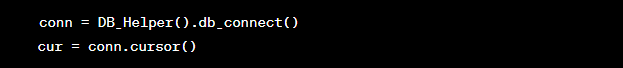 conn = DB_Helper().db_connect()
cur = conn.cursor()